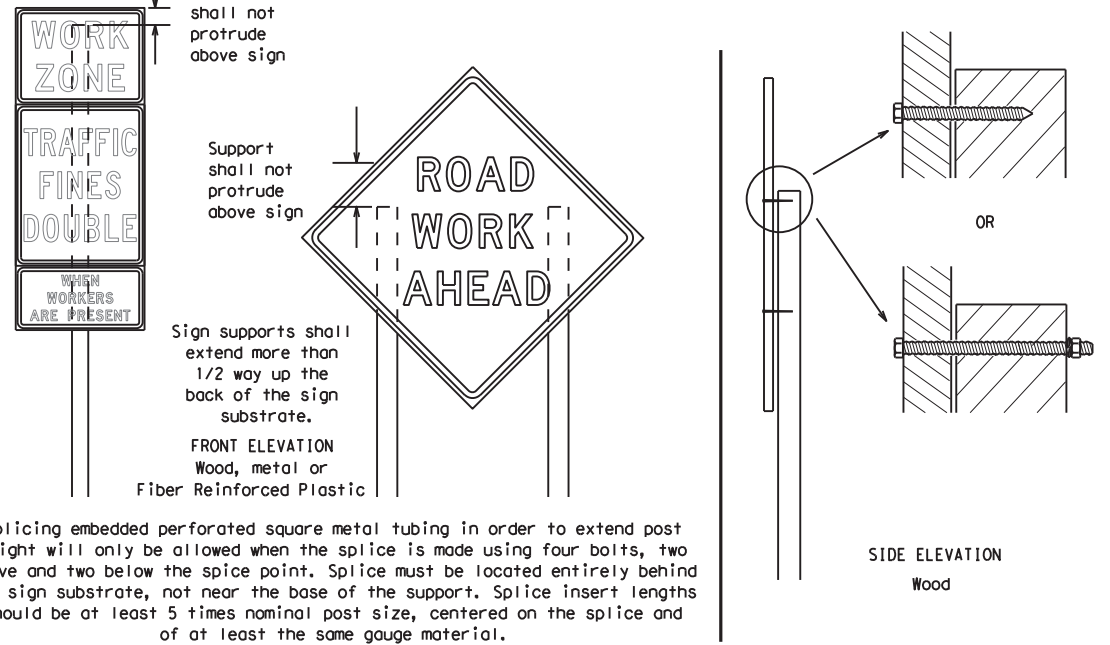 WORK
ZONE
TRAFFIC
FINES
DOUBLE
WHEN
WORKERS
ARE PRESENT
shall not
protrude
above sign
Support
shall not
protrude
above sign
ROAD
WORK
AHEAD
Sign supports shall
extend more than
1/2 way up the
back of the sign
substrate.
FRONT ELEVATION
Wood, metal or
Fiber Reinforced Plastic
plicing embedded perforated square metal tubing in order to extend post
ight will only be allowed when the splice is made using four bolts, two
ve and two below the spice point. Splice must be located entirely behind
sign substrate, not near the base of the support. Splice insert lengths
ould be at least 5 times nominal post size, centered on the splice and
of at least the same gauge material.
OR
SIDE ELEVATION
Wood